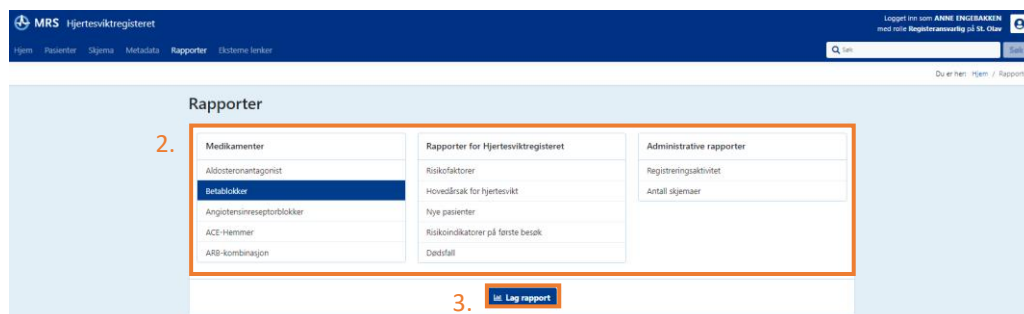 MRS Hjertesviktregisteret
Logget inn som ANNE ENGEBAKKEN
med rolle Registeransvarlig på St. Olav
Hjem Pasienter Skjema Metadata Rapporter Eksterne lenker
Søk
Søk
Du er her: Hjem / Rapport
Rapporter
2.
Medikamenter
Aldosteronantagonist
Betablokker
Angiotensinreseptorblokker
ACE-Hemmer
ARB-kombinasjon
Rapporter for Hjertesviktregisteret
Risikofaktorer
Hovedårsak for hjertesvikt
Nye pasienter
Risikoindikatorer på første besøk
Dødsfall
Administrative rapporter
Registreringsaktivitet
Antall skjemaer
3.
Lag rapport